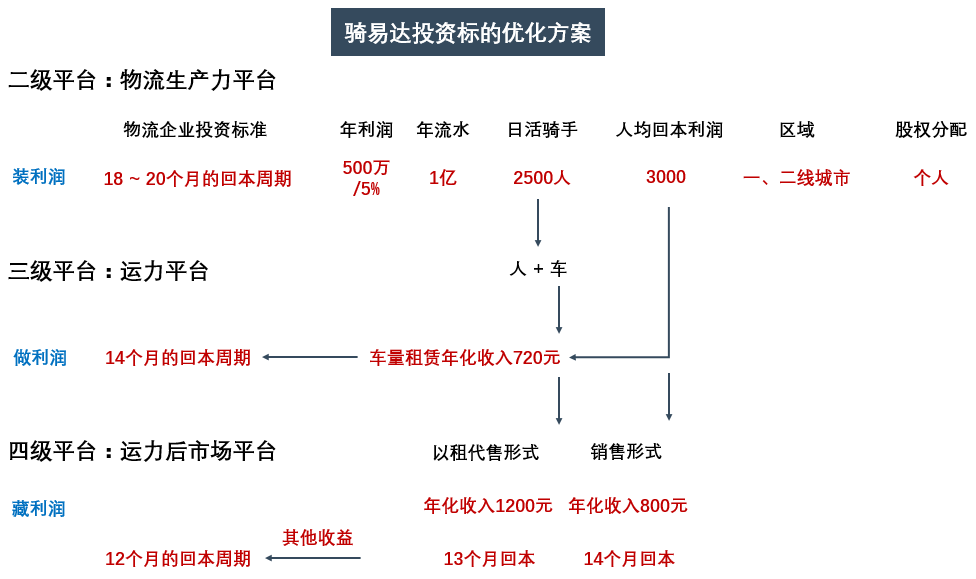 骑易达投资标的优化方案
二级平台：物流生产力平台
物流企业投资标准 年利润 年流水 日活骑手 人均回本利润 区域 股权分配
装利润 18 ~ 20个月的回本周期 500万 /5% 1亿 2500人 3000 一、二线城市 个人
三级平台：运力平台 人 + 车
做利润 14个月的回本周期 车量租赁年化收入720元
四级平台：运力后市场平台 以租代售形式 销售形式
藏利润 年化收入1200元 年化收入800元
其他收益
12个月的回本周期 13个月回本 14个月回本